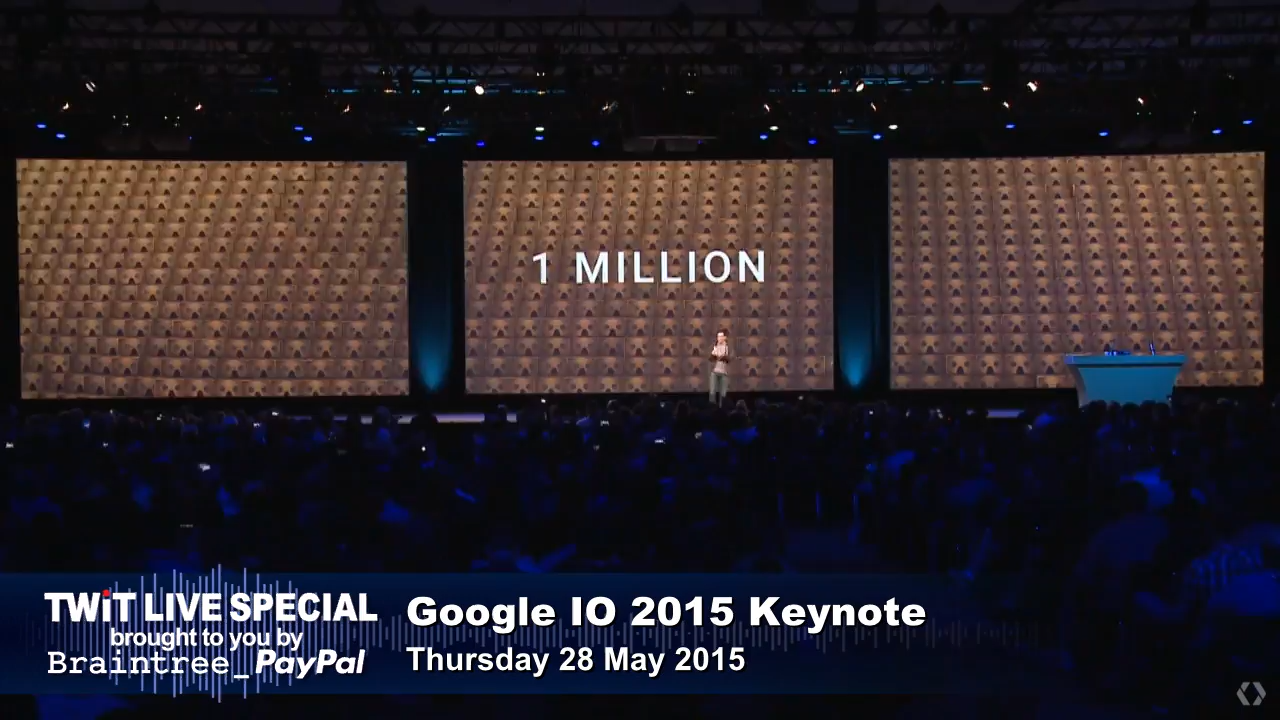 1 MILLION
TWiT LIVE SPECIAL
brought to you by
Braintree_PayPal
Google IO 2015 Keynote
Thursday 28 May 2015